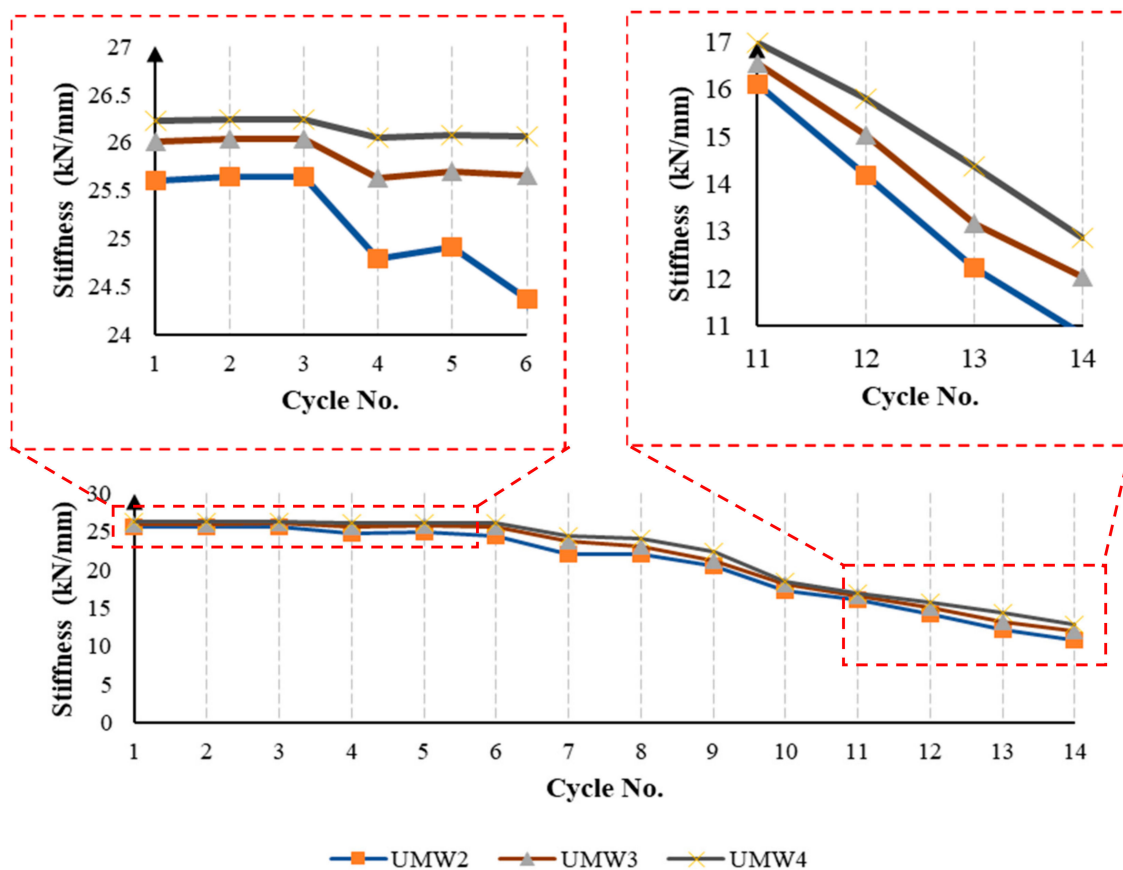 27
26.5
26
25.5
25
24.5
24
Stiffness (kN/mm)
1 2 3 4 5 6
Cycle No.
17
16
15
14
13
12
11
Stiffness (kN/mm)
11 12 13 14
Cycle No.
30
25
20
15
10
5
0
Stiffness (kN/mm)
1 2 3 4 5 6 7 8 9 10 11 12 13 14
Cycle No.
UMW2 UMW3 UMW4